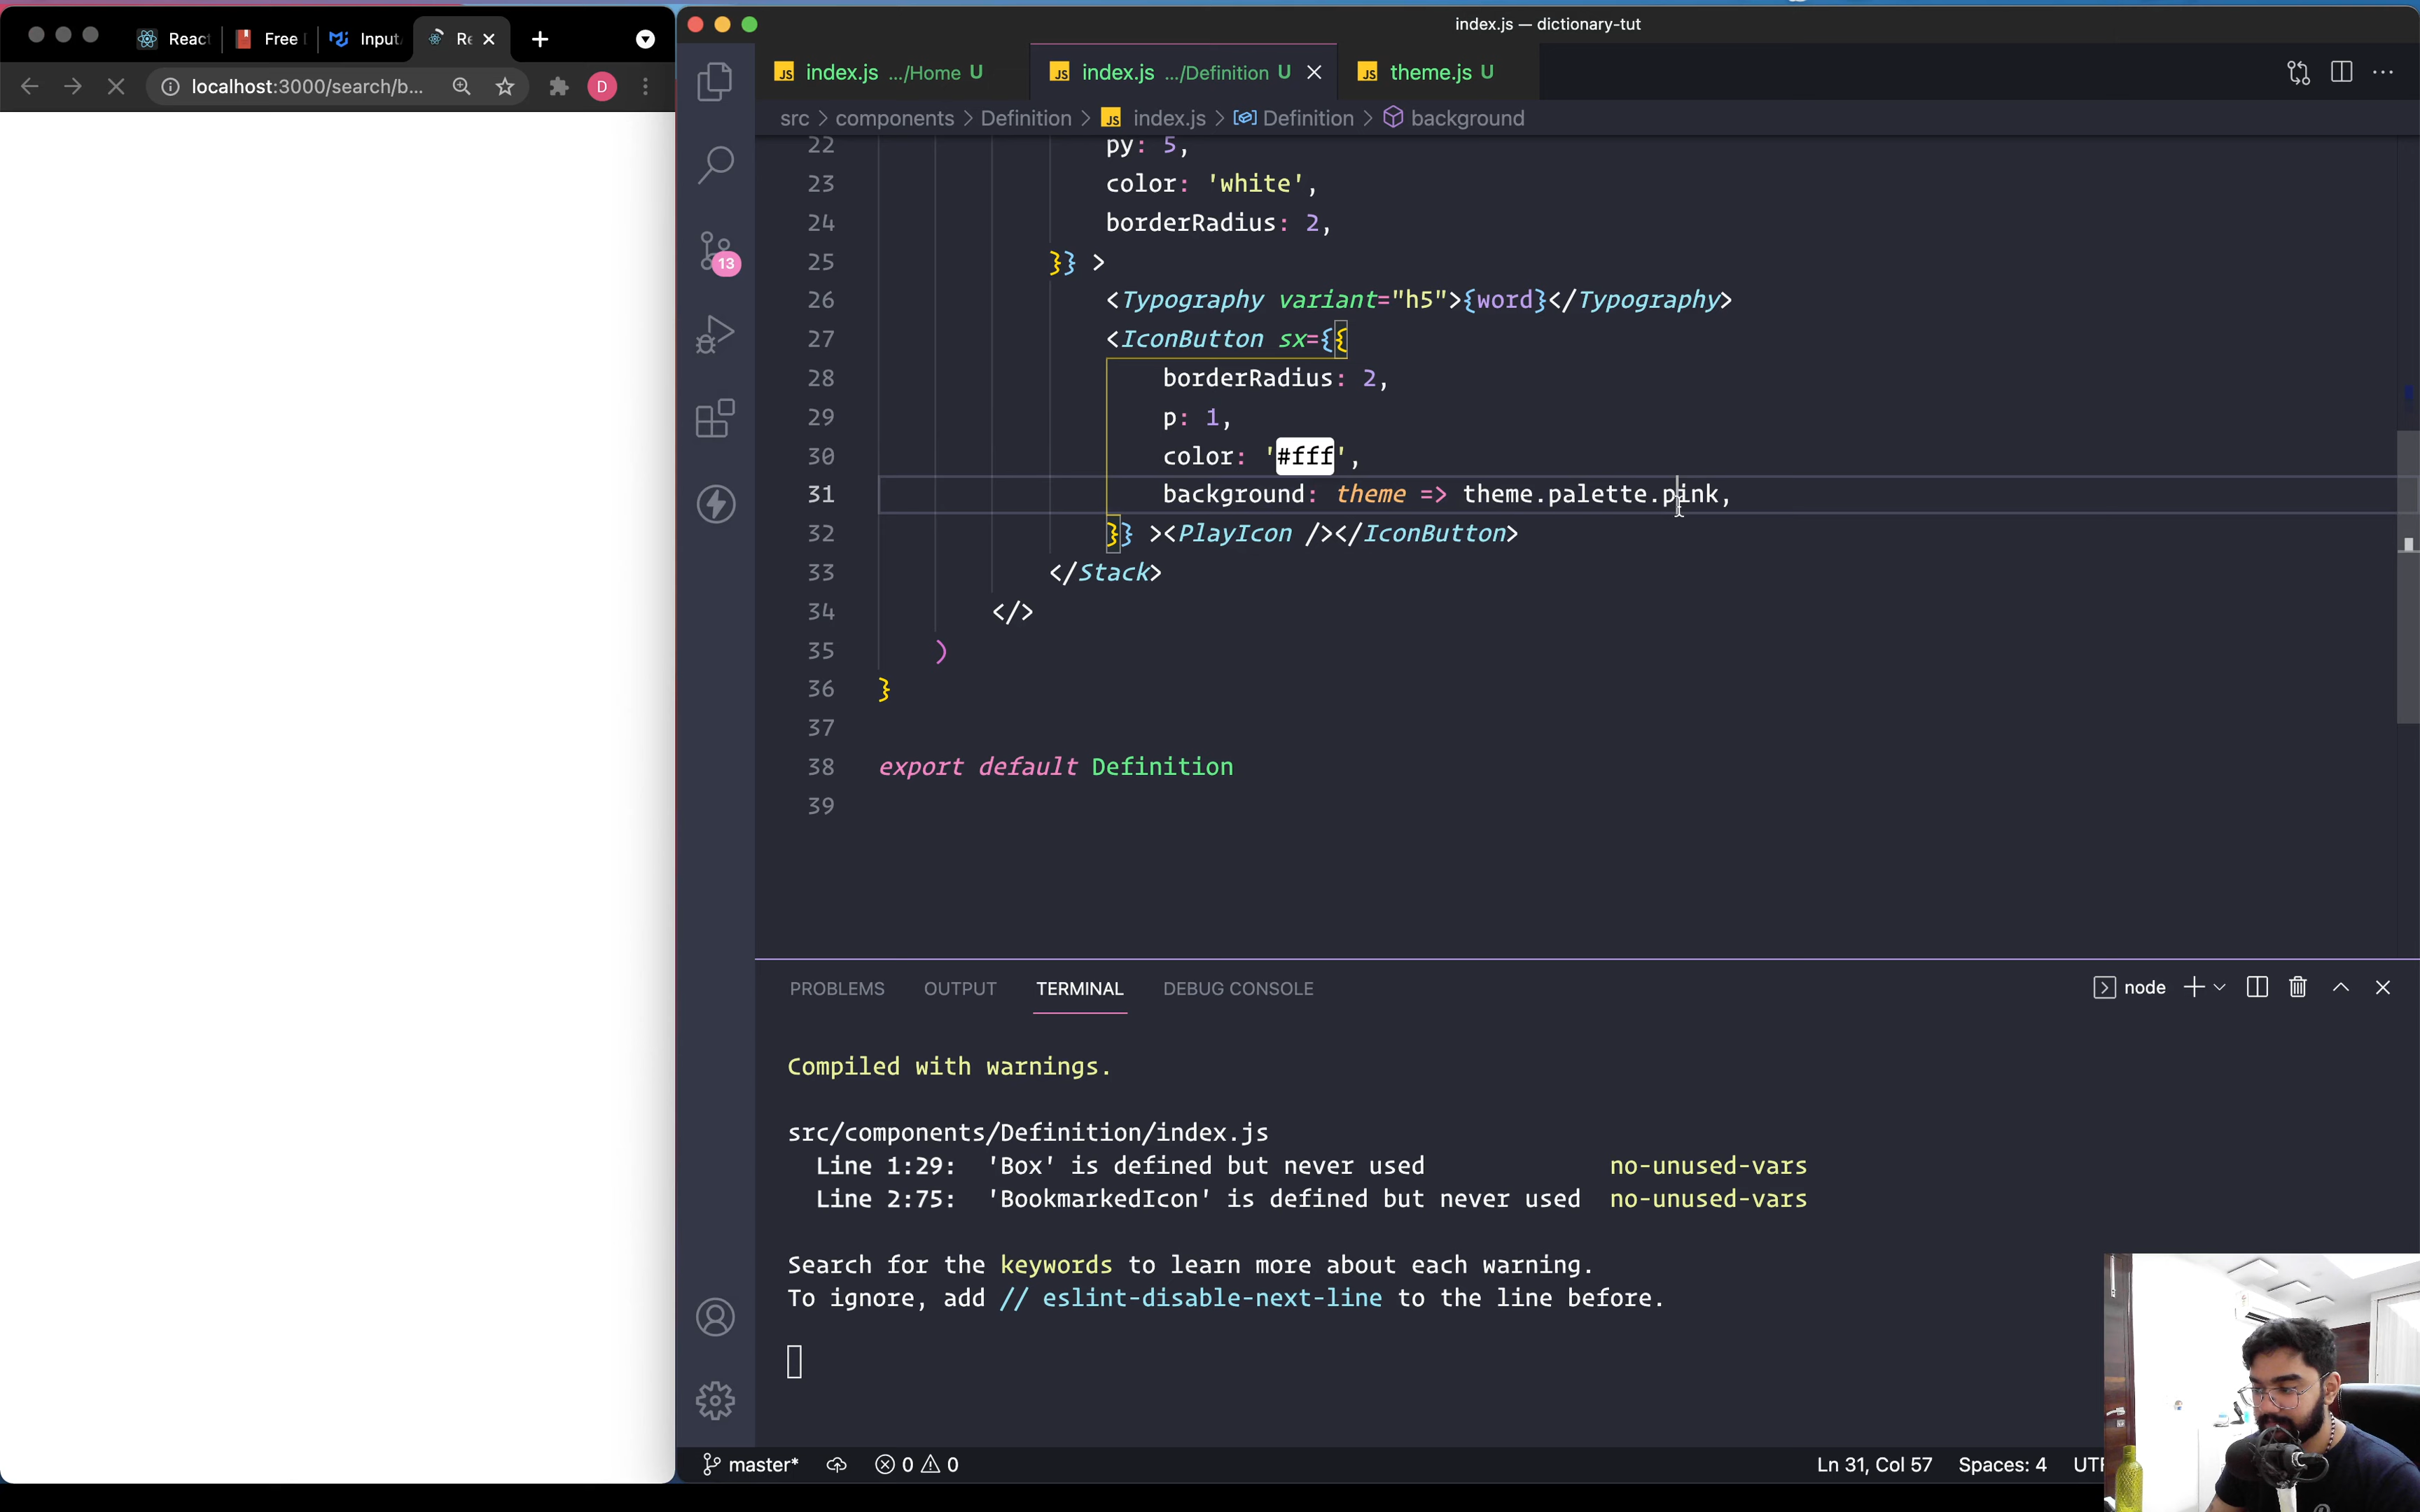 React
Free
Input
Re
localhost:3000/search/b...
D
index.js — dictionary-tut
JS index.js .../Home U
JS index.js .../Definition U
JS theme.js U
src > components > Definition > JS index.js > Definition > background
13
22 py: 5,
23 color: 'white',
24 borderRadius: 2,
25 }} >
26 <Typography variant="h5">{word}</Typography>
27 <IconButton sx={{
28 borderRadius: 2,
29 p: 1,
30 color: '#fff',
31 background: theme => theme.palette.pink,
32 }} ><PlayIcon /></IconButton>
33 </Stack>
34 </>
35 )
36 }
37
38 export default Definition
39
PROBLEMS OUTPUT TERMINAL DEBUG CONSOLE
node
Compiled with warnings.
src/components/Definition/index.js
Line 1:29: 'Box' is defined but never used no-unused-vars
Line 2:75: 'BookmarkedIcon' is defined but never used no-unused-vars
Search for the keywords to learn more about each warning.
To ignore, add // eslint-disable-next-line to the line before.
master* 0 0 Ln 31, Col 57 Spaces: 4